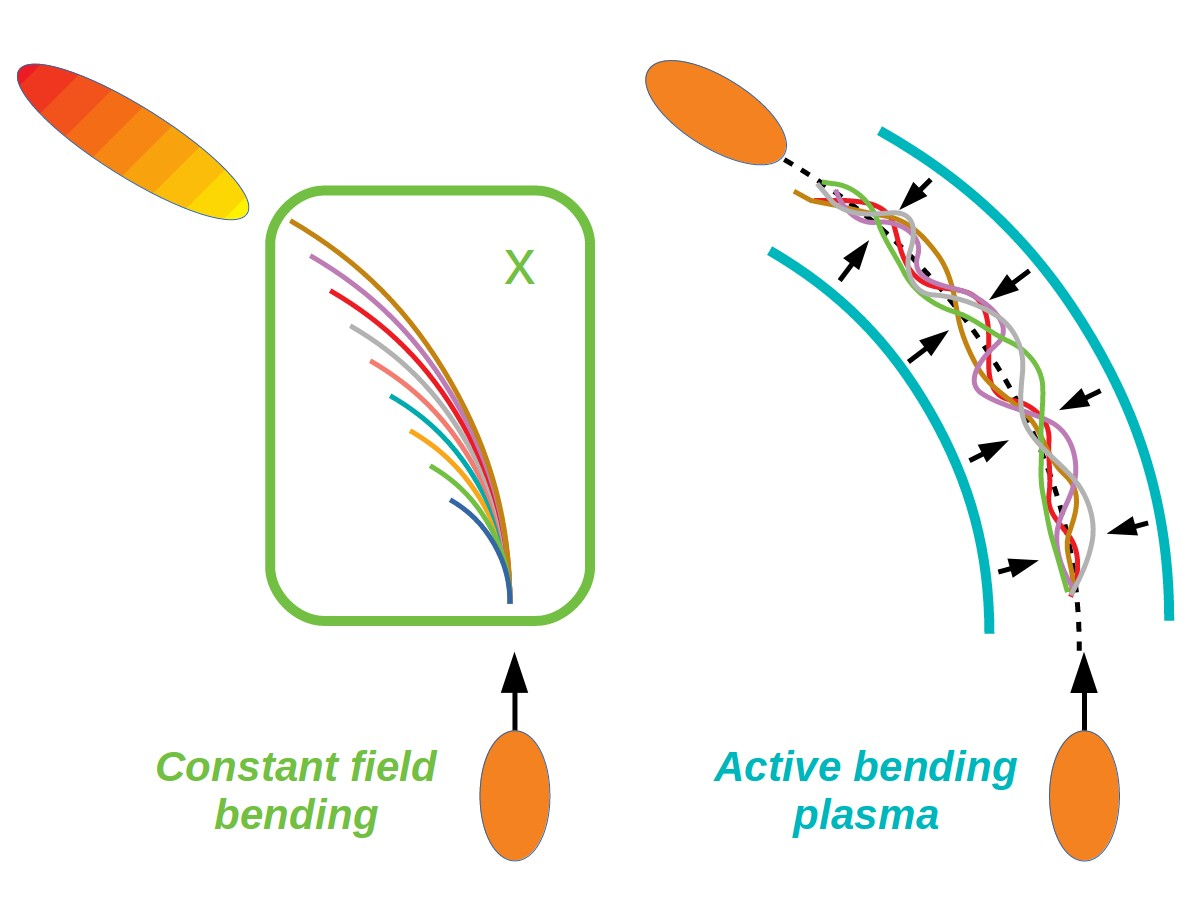 X
Constant field
bending
Active bending
plasma